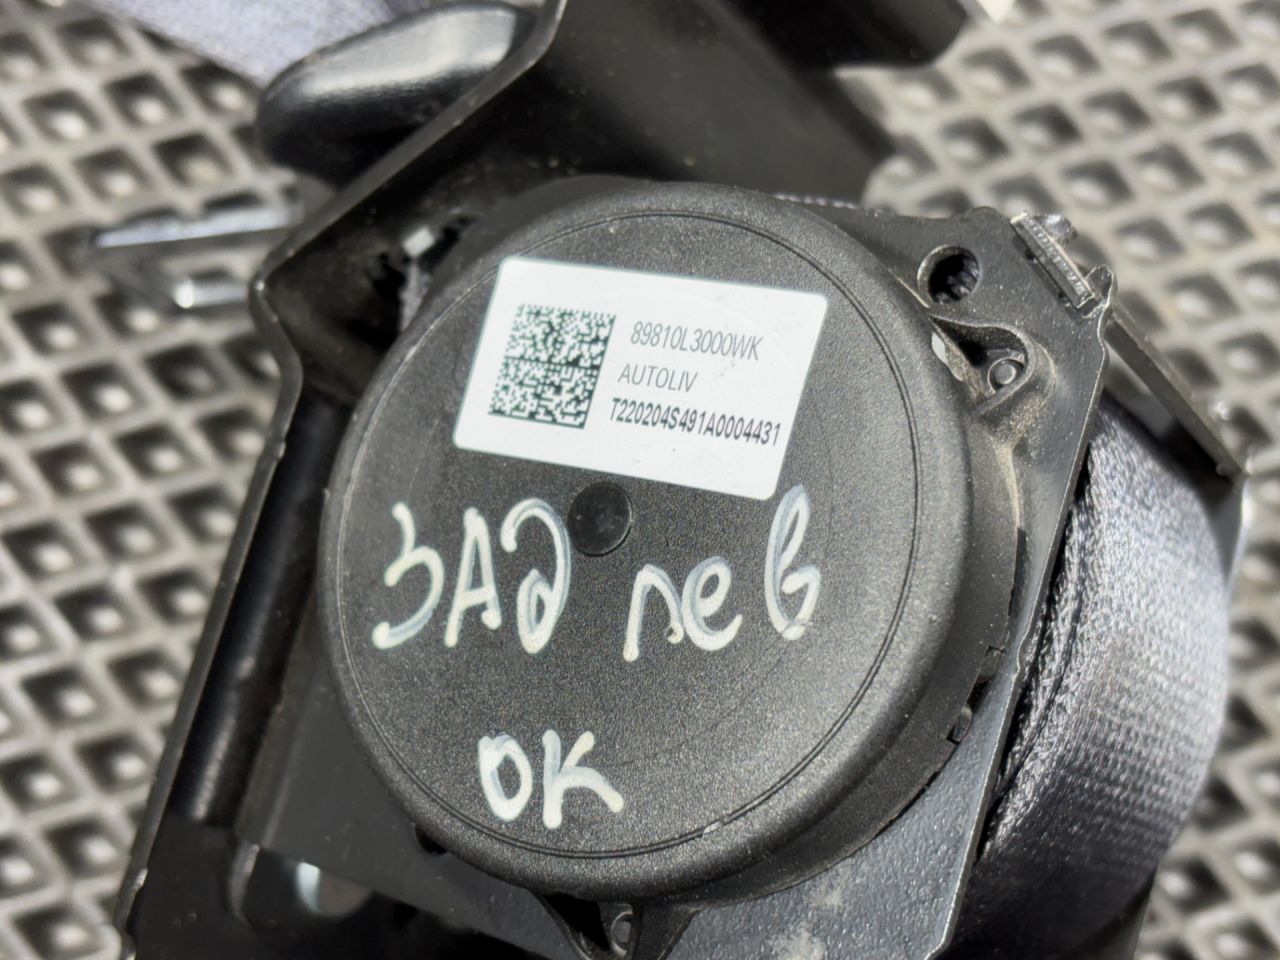 89810L3000WK
AUTOLIV
T220204S491A0004431
ЗАД лев
ОК